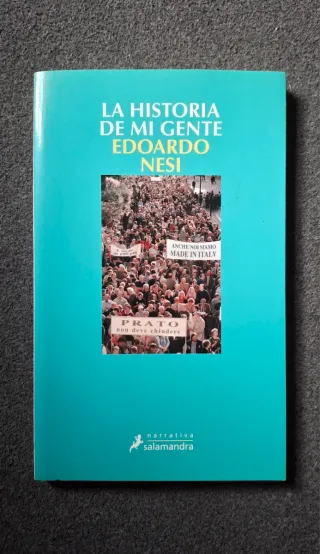 LA HISTORIA
DE MI GENTE
EDOARDO
NESI
ANCHE NOI SIAMO
MADE IN ITALY
PRATO
non deve chiudere
narrativa
salamandra